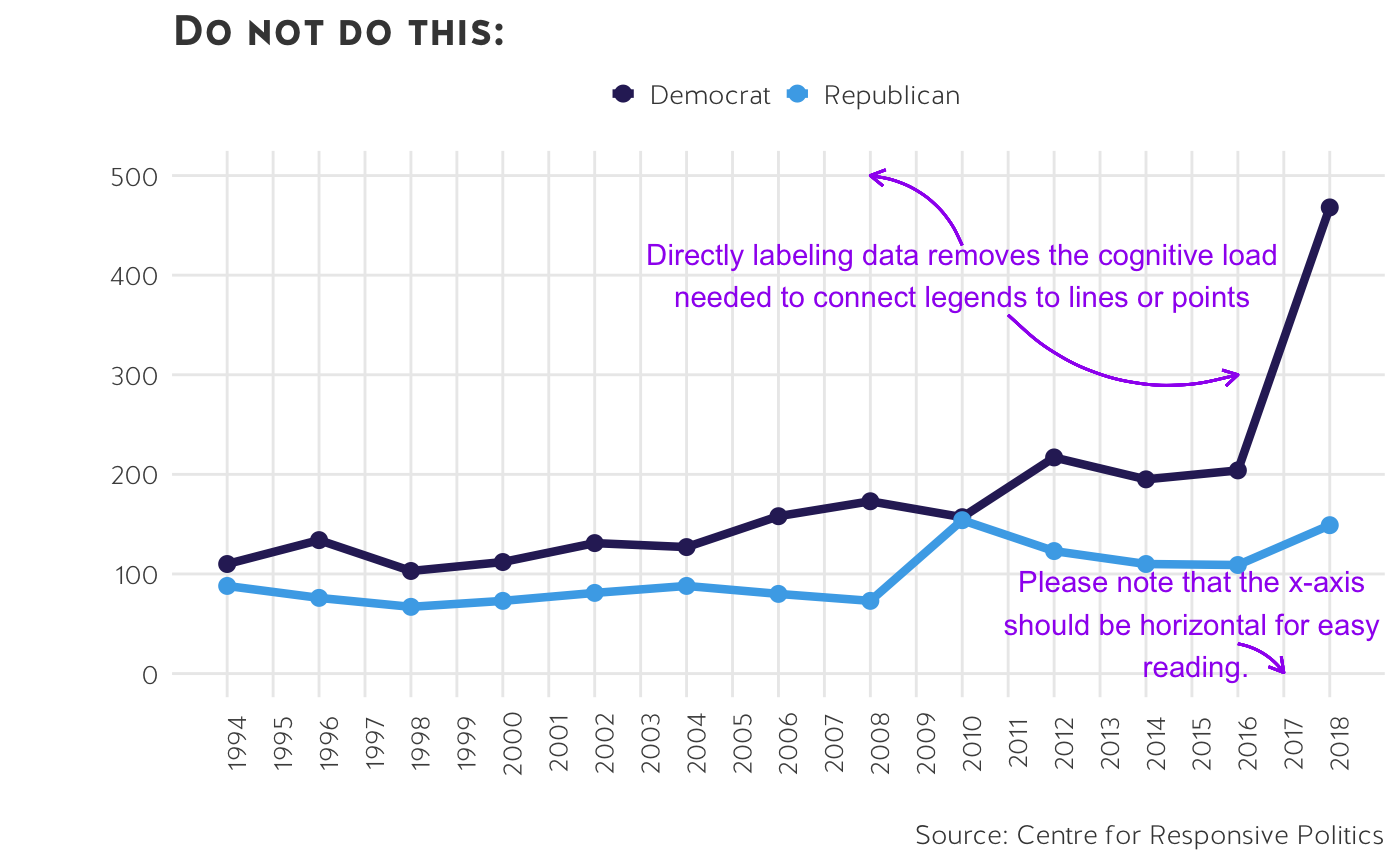 DO NOT DO THIS:
Democrat Republican
500
Directly labeling data removes the cognitive load
400
needed to connect legends to lines or points
300
200
100
Please note that the x-axis
should be horizontal for easy
reading.
0
1994 1995 1996 1997 1998 1999 2000 2001 2002 2003 2004 2005 2006 2007 2008 2009 2010 2011 2012 2013 2014 2015 2016 2017 2018
Source: Centre for Responsive Politics